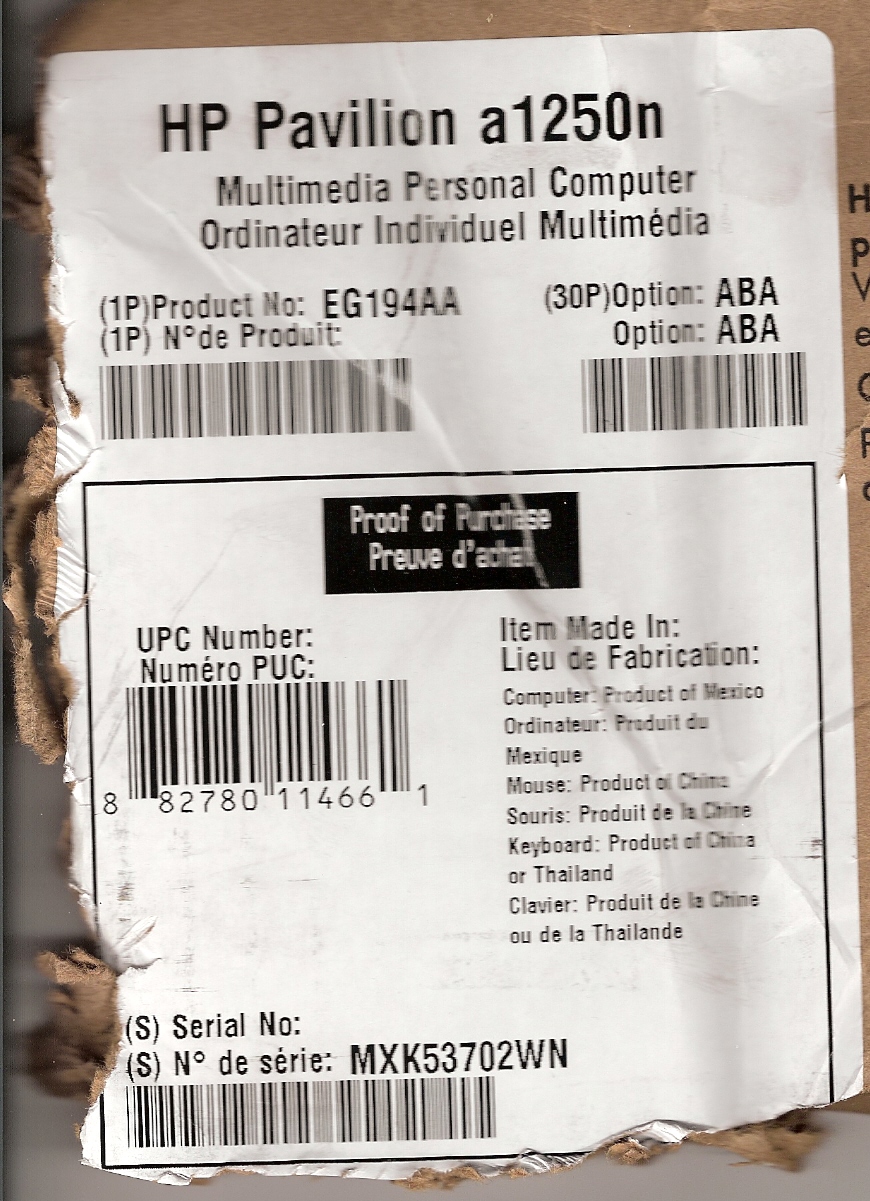 HP Pavilion a1250n
Multimedia Personal Computer
Ordinateur Individuel Multimédia
(1P)Product No: EG194AA
(1P) N°de Produit:
(30P)Option: ABA
Option: ABA
Proof of Purchase
Preuve d'achat
UPC Number:
Numéro PUC:
8 82780 11466 1
Item Made In:
Lieu de Fabrication:
Computer: Product of Mexico
Ordinateur: Produit du
Mexique
Mouse: Product of China
Souris: Produit de la Chine
Keyboard: Product of China
or Thailand
Clavier: Produit de la Chine
ou de la Thailande
(S) Serial No:
(S) N° de série: MXK53702WN